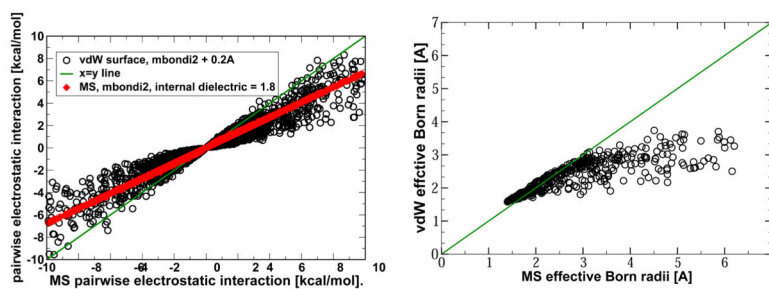 pairwise electrostatic interaction [kcal/mol]
10
8
6
4
2
0
-2
-4
-6
-8
-10
vdW surface, mbondi2 + 0.2A
x=y line
MS, mbondi2, internal dielectric = 1.8
-10 -8 -6 -4 -2 0 2 4 6 8 10
MS pairwise electrostatic interaction [kcal/mol].
vdW effctive Born radii [A]
7
6
5
4
3
2
1
0
0 1 2 3 4 5 6 7
MS effective Born radii [A]